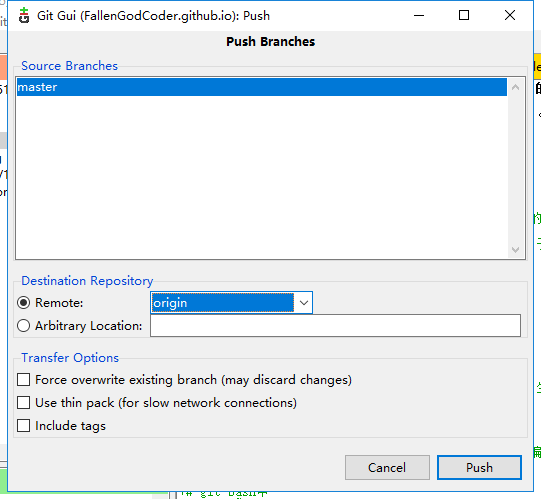 Git Gui (FallenGodCoder.github.io): Push
Push Branches
Source Branches
master
Destination Repository
Remote:
origin
Arbitrary Location:
Transfer Options
Force overwrite existing branch (may discard changes)
Use thin pack (for slow network connections)
Include tags
Cancel
Push